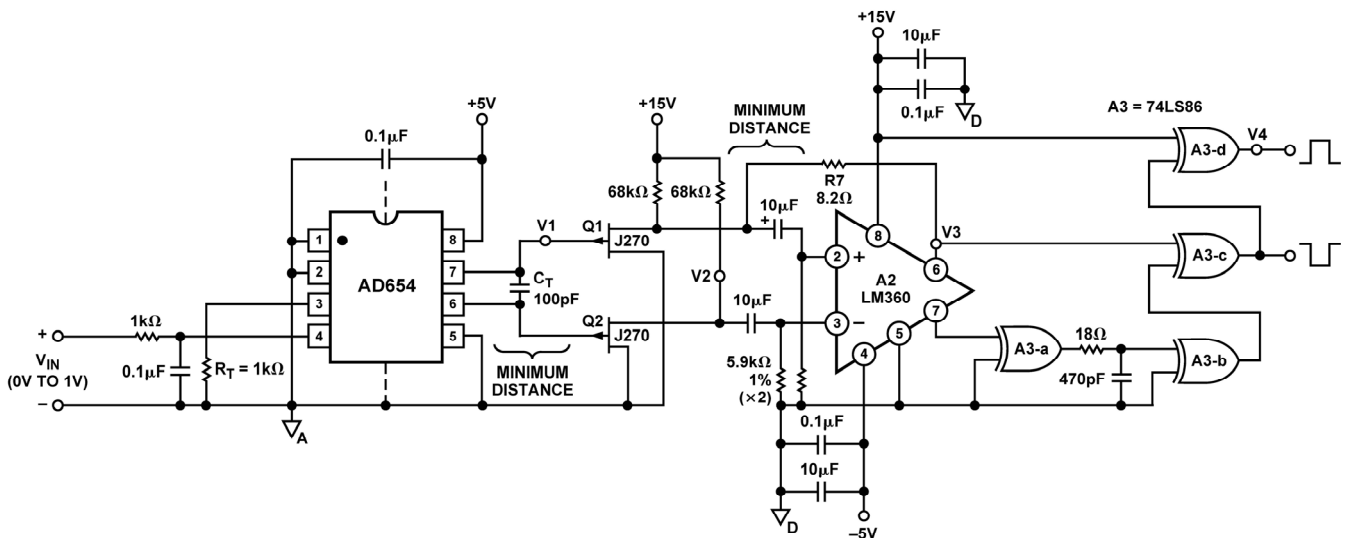 +15V
10µF
0.1µF
D
A3 = 74LS86
V4
A3-d
+5V
0.1µF
+15V
MINIMUM
DISTANCE
68kΩ
68kΩ
R7
8.2Ω
10µF
+
V3
A3-c
1
2
3
4
8
7
6
5
AD654
V1
Q1
J270
CT
100pF
V2
Q2
J270
10µF
MINIMUM
DISTANCE
8
2
+
A2
LM360
6
3
–
7
5
4
A3-a
18Ω
470pF
A3-b
+
VIN
(0V TO 1V)
–
1kΩ
0.1µF
RT = 1kΩ
A
5.9kΩ
1%
(×2)
0.1µF
10µF
D
–5V